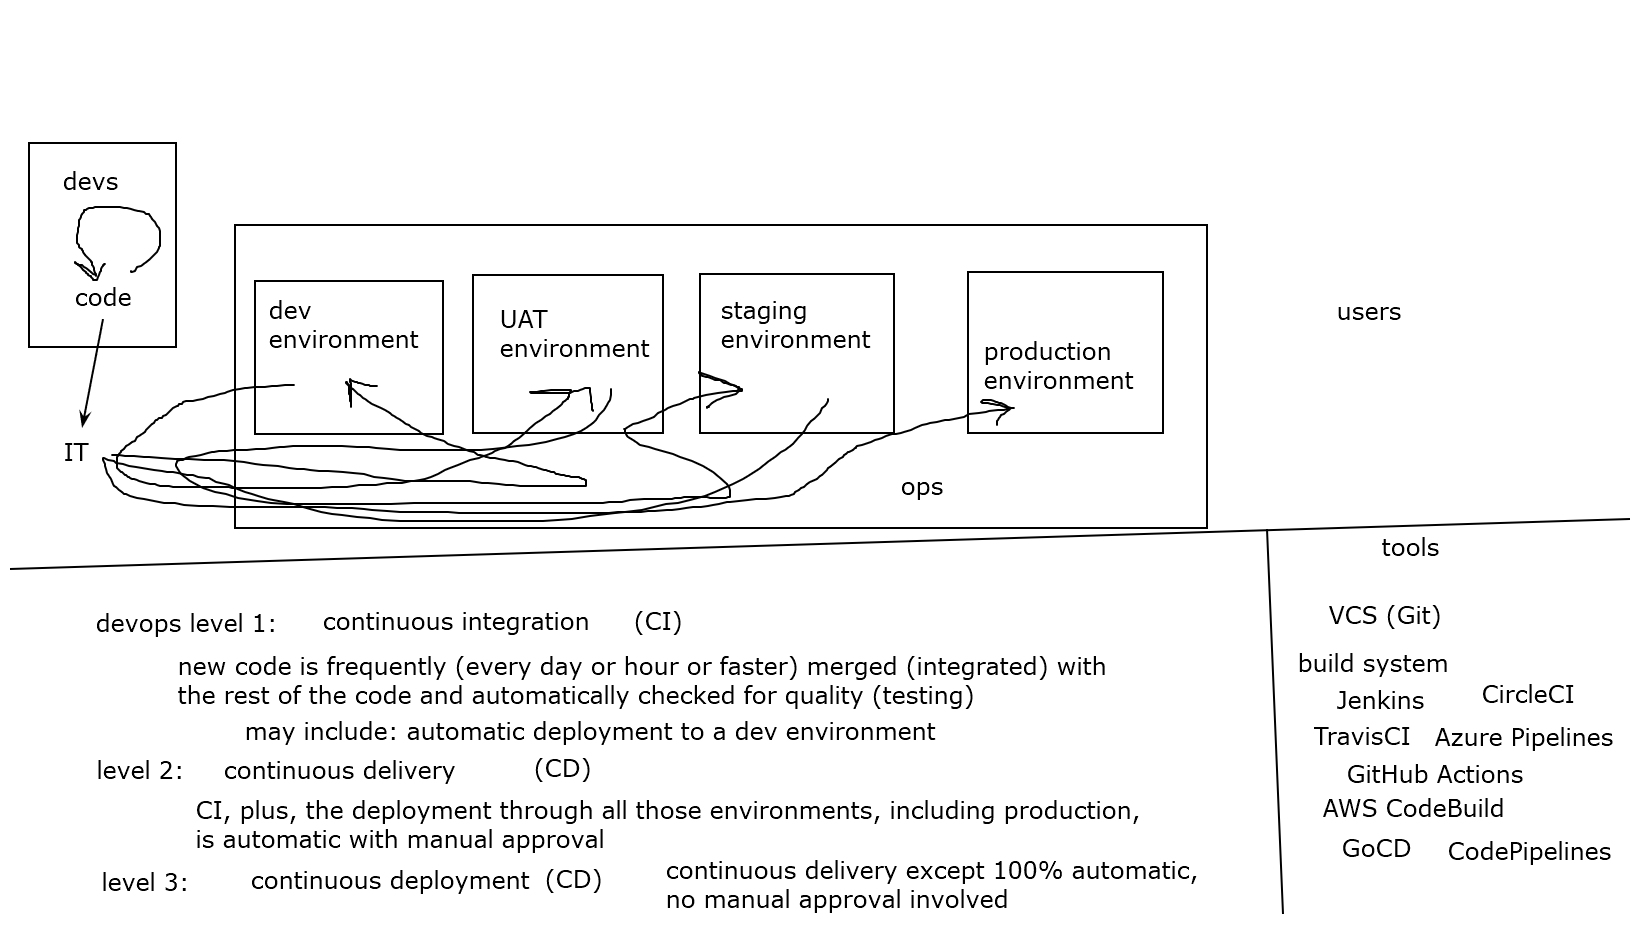 devs
code
IT
dev
environment
UAT
environment
staging
environment
production
environment
ops
users
devops level 1: continuous integration (CI)
new code is frequently (every day or hour or faster) merged (integrated) with
the rest of the code and automatically checked for quality (testing)
may include: automatic deployment to a dev environment
level 2: continuous delivery (CD)
CI, plus, the deployment through all those environments, including production,
is automatic with manual approval
level 3: continuous deployment (CD)
continuous delivery except 100% automatic,
no manual approval involved
tools
VCS (Git)
build system
Jenkins CircleCI
TravisCI Azure Pipelines
GitHub Actions
AWS CodeBuild
GoCD CodePipelines